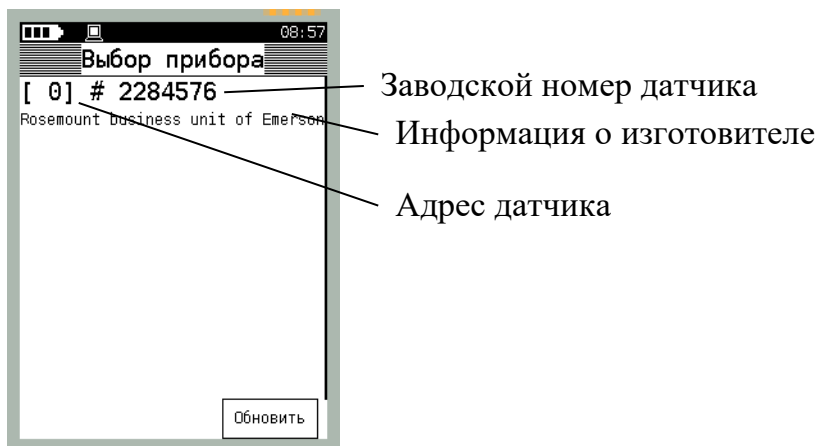 08:57
Выбор прибора
[ 0] # 2284576
Rosemount business unit of Emerson
Обновить
Заводской номер датчика
Информация о изготовителе
Адрес датчика